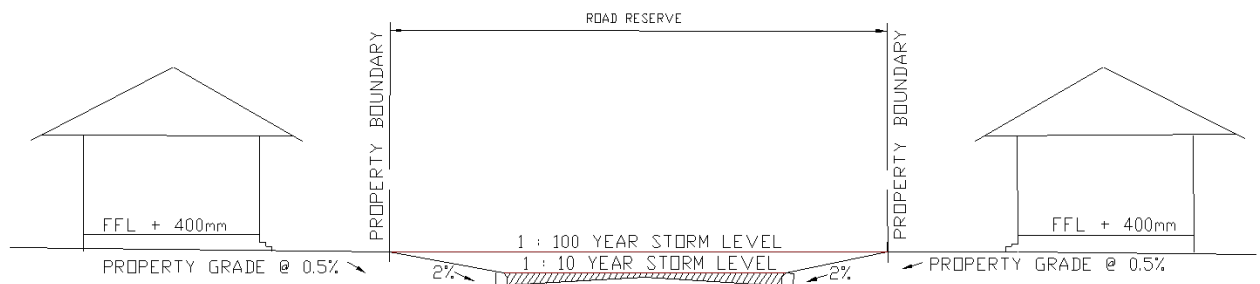 ROAD RESERVE
PROPERTY BOUNDARY
PROPERTY BOUNDARY
FFL + 400mm
FFL + 400mm
1 : 100 YEAR STORM LEVEL
PROPERTY GRADE @ 0.5%
2%
1 : 10 YEAR STORM LEVEL
2%
PROPERTY GRADE @ 0.5%